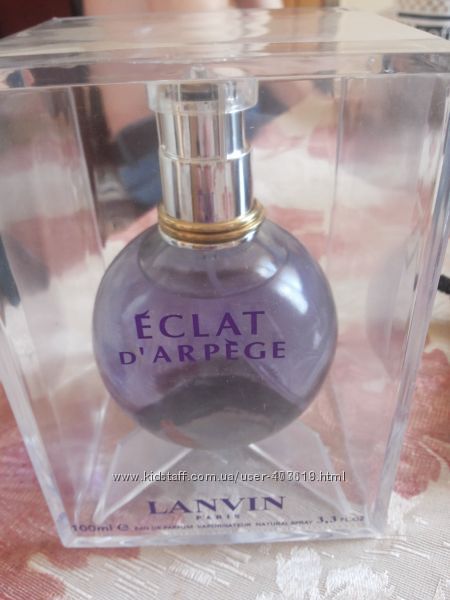 ÉCLAT
D'ARPÈGE
www.kidstaff.com.ua/user-403619.html
LANVIN
PARIS
100ml e EAU DE PARFUM VAPORISATEUR NATURAL SPRAY 3,3 FL.OZ